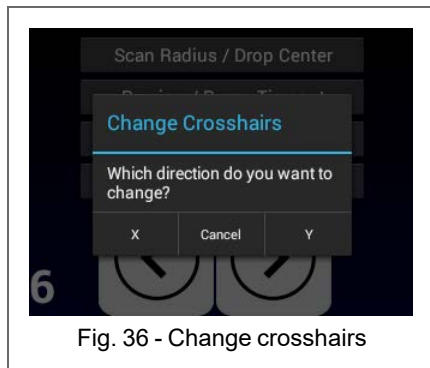 Scan Radius / Drop Center
Change Crosshairs
Which direction do you want to
change?
X Cancel Y
6
Fig. 36 - Change crosshairs